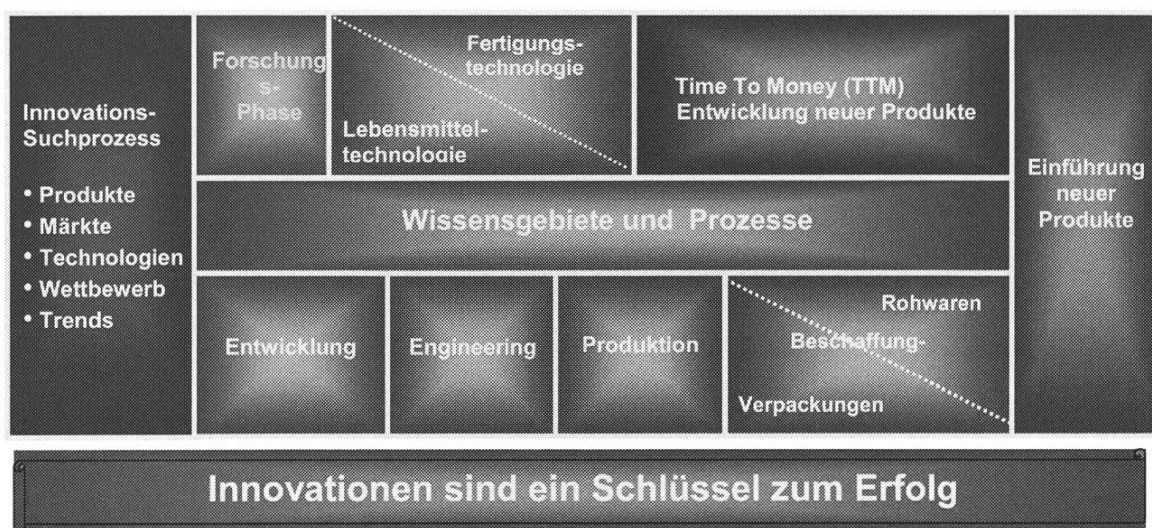 Innovations-
Suchprozess
• Produkte
• Märkte
• Technologien
• Wettbewerb
• Trends
Forschung
s-
Phase
Fertigungs-
technologie
Lebensmittel-
technologie
Time To Money (TTM)
Entwicklung neuer Produkte
Wissensgebiete und Prozesse
Entwicklung
Engineering
Produktion
Rohwaren
Beschaffung-
Verpackungen
Einführung
neuer
Produkte
Innovationen sind ein Schlüssel zum Erfolg